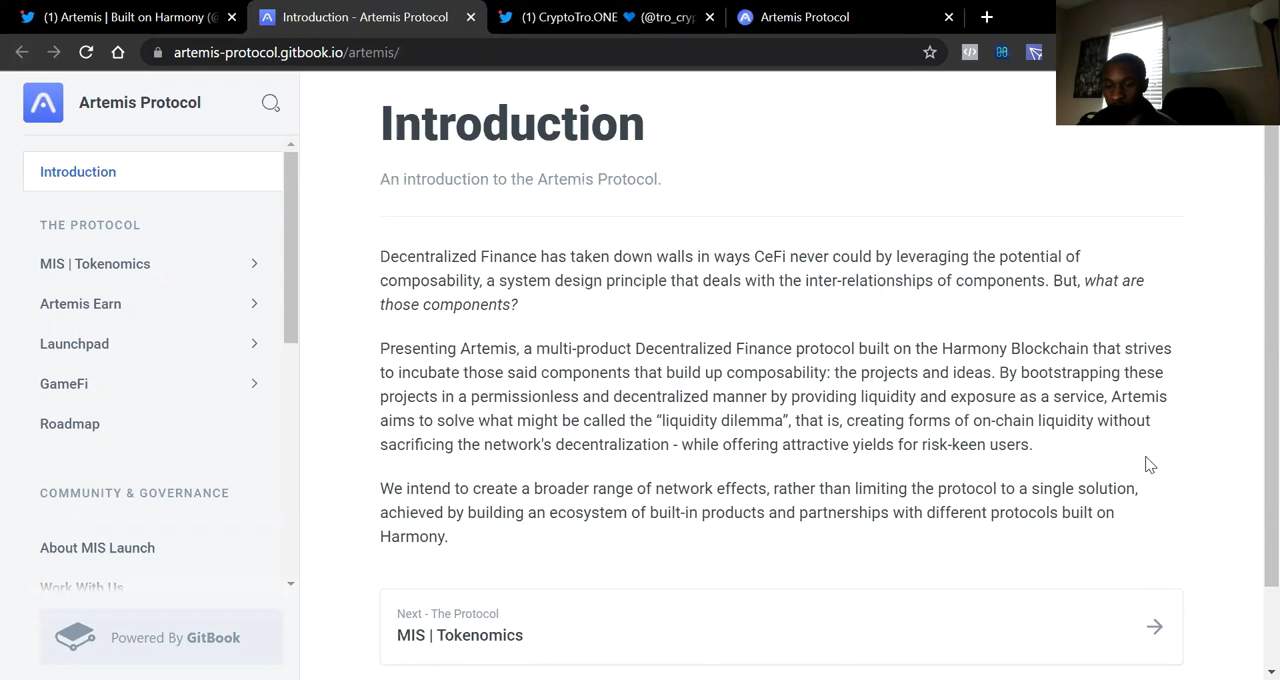 (1) Artemis | Built on Harmony (@
Introduction - Artemis Protocol
(1) CryptoTro.ONE 💙 (@tro_cryp
Artemis Protocol
artemis-protocol.gitbook.io/artemis/
Artemis Protocol
Introduction
THE PROTOCOL
MIS | Tokenomics
Artemis Earn
Launchpad
GameFi
Roadmap
COMMUNITY & GOVERNANCE
About MIS Launch
Work With Us
Powered By GitBook
Introduction
An introduction to the Artemis Protocol.
Decentralized Finance has taken down walls in ways CeFi never could by leveraging the potential of
composability, a system design principle that deals with the inter-relationships of components. But, what are
those components?
Presenting Artemis, a multi-product Decentralized Finance protocol built on the Harmony Blockchain that strives
to incubate those said components that build up composability: the projects and ideas. By bootstrapping these
projects in a permissionless and decentralized manner by providing liquidity and exposure as a service, Artemis
aims to solve what might be called the “liquidity dilemma”, that is, creating forms of on-chain liquidity without
sacrificing the network's decentralization - while offering attractive yields for risk-keen users.
We intend to create a broader range of network effects, rather than limiting the protocol to a single solution,
achieved by building an ecosystem of built-in products and partnerships with different protocols built on
Harmony.
Next - The Protocol
MIS | Tokenomics